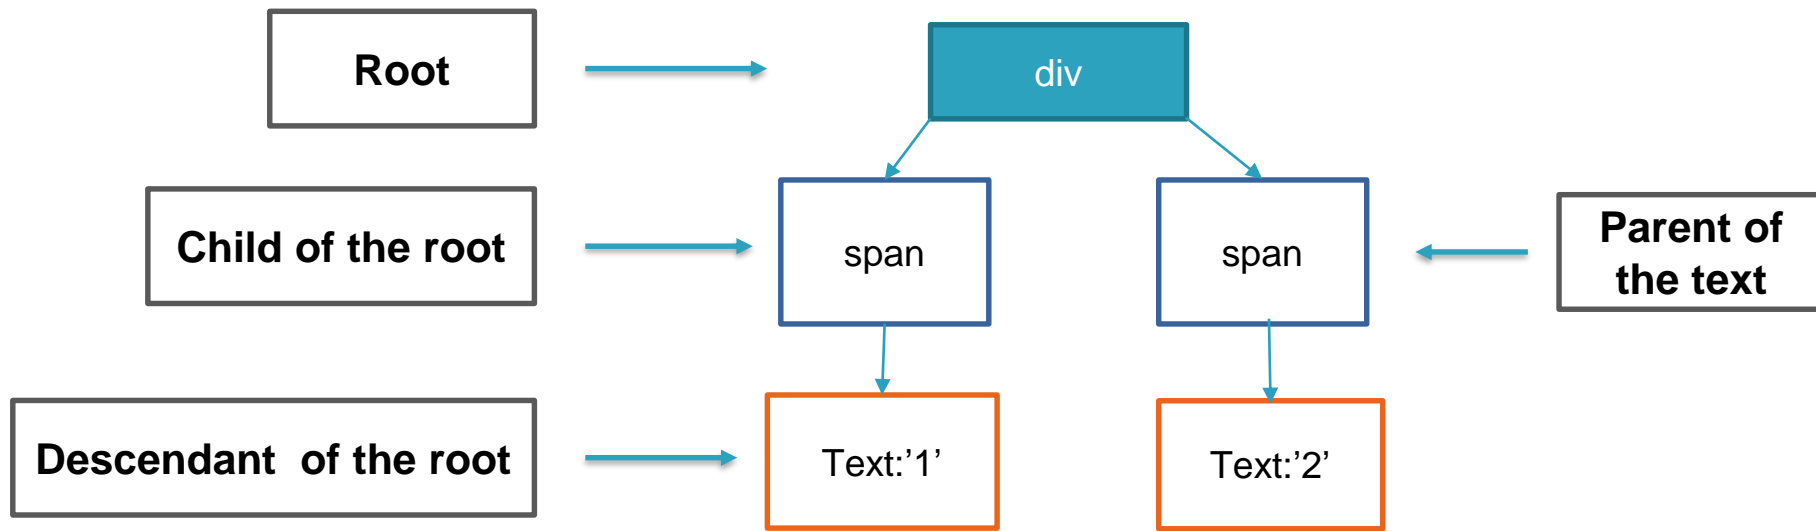 Root
div
Child of the root
span
span
Parent of
the text
Descendant  of the root
Text:’1’
Text:’2’